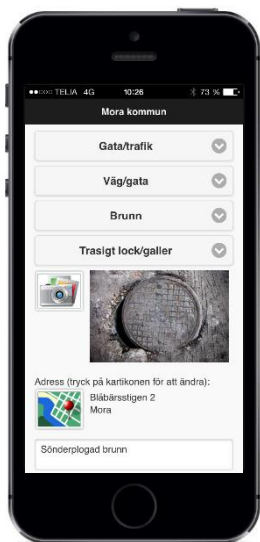 TELIA 4G 10:26 73 %
Mora kommun
Gata/trafik
Väg/gata
Brunn
Trasigt lock/galler
Adress (tryck på kartikonen för att ändra):
Blåbärsstigen 2
Mora
Sönderplogad brunn